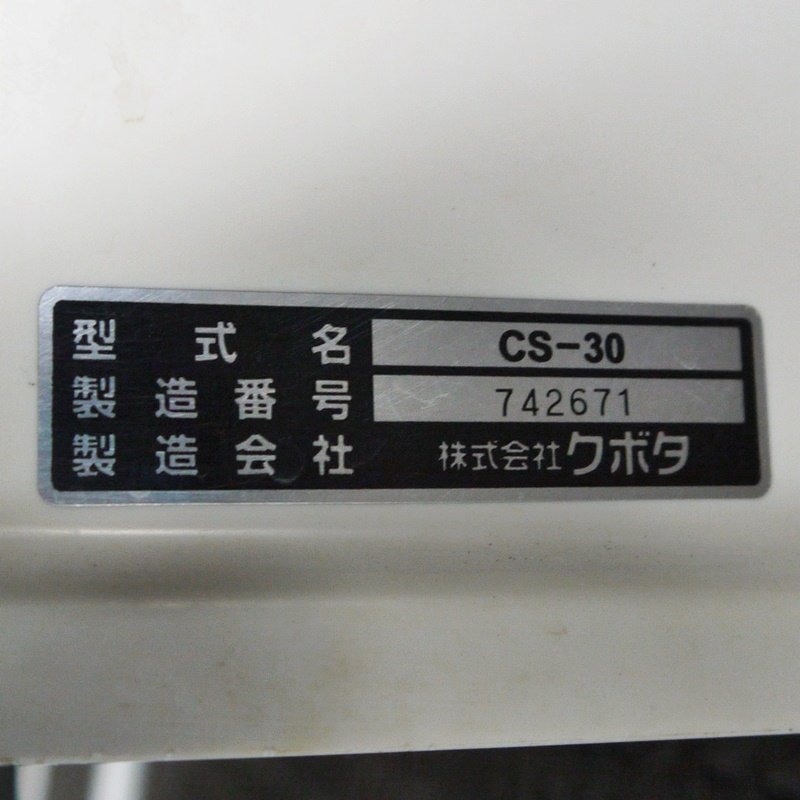 型式名 CS-30
製造番号 742671
製造会社 株式会社クボタ